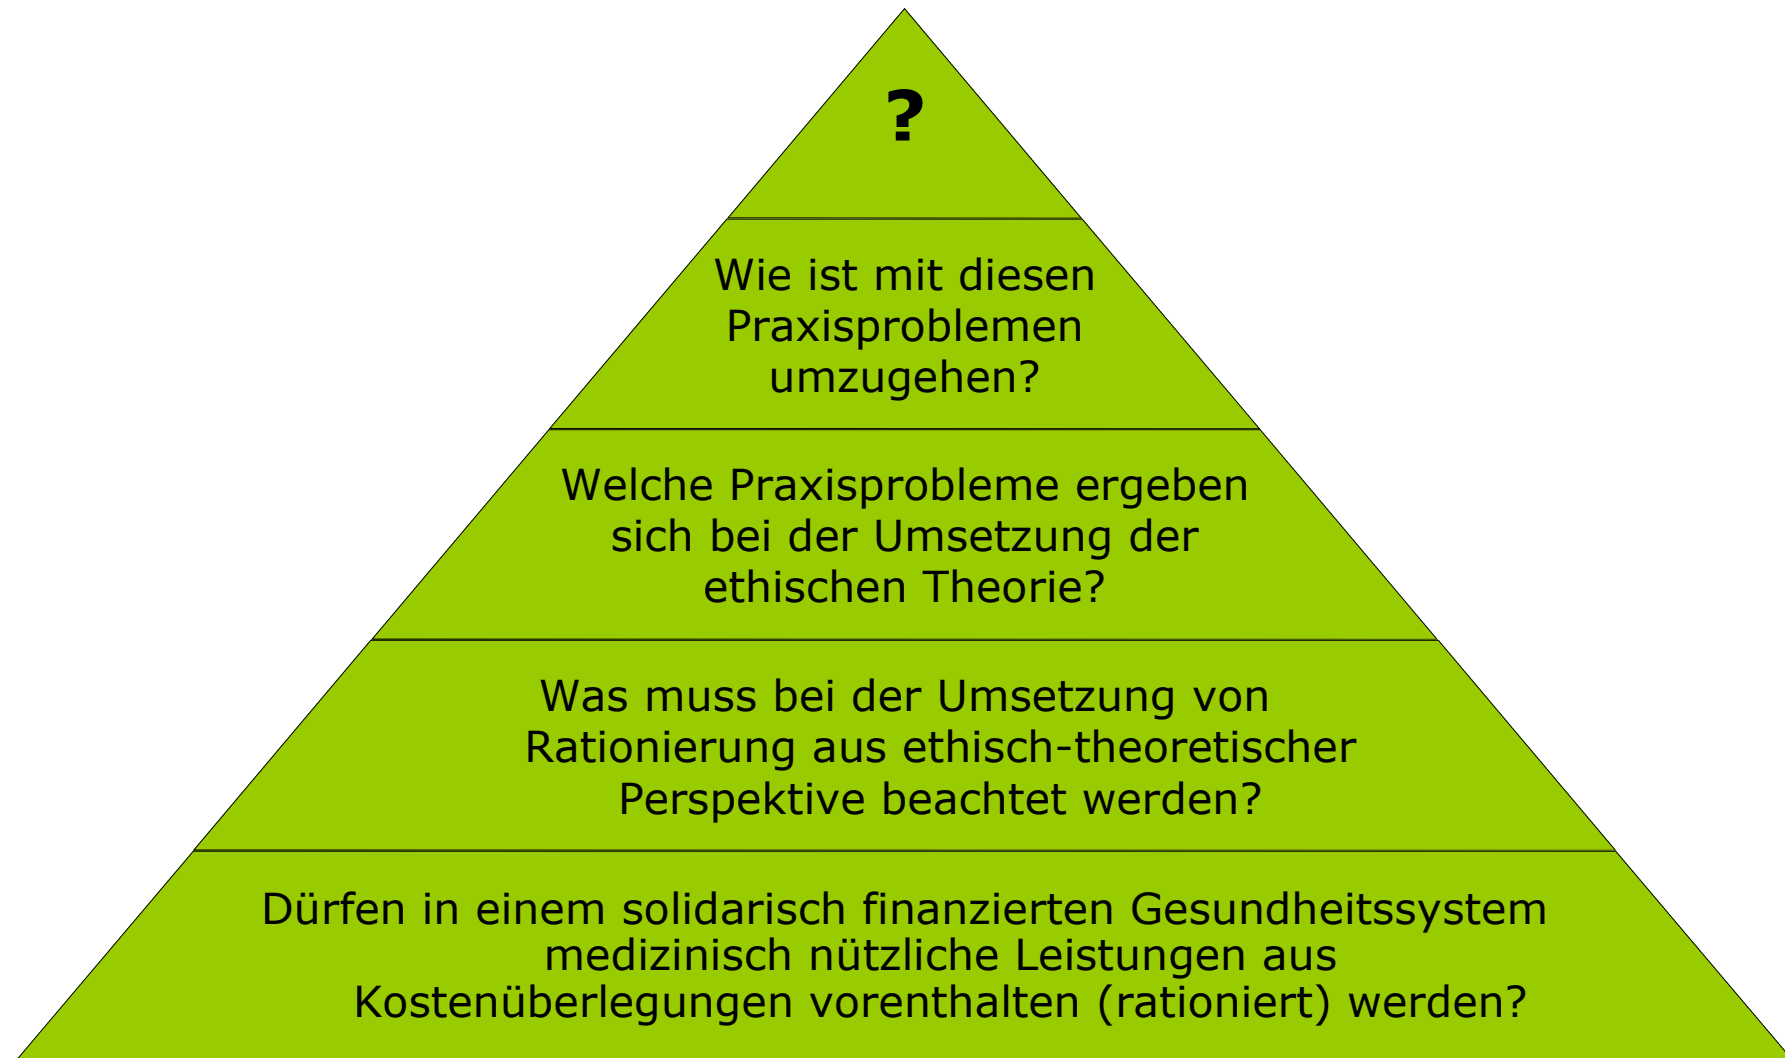 ?
Wie ist mit diesen
Praxisproblemen
umzugehen?
Welche Praxisprobleme ergeben
sich bei der Umsetzung der
ethischen Theorie?
Was muss bei der Umsetzung von
Rationierung aus ethisch-theoretischer
Perspektive beachtet werden?
Dürfen in einem solidarisch finanzierten Gesundheitssystem
medizinisch nützliche Leistungen aus
Kostenüberlegungen vorenthalten (rationiert) werden?